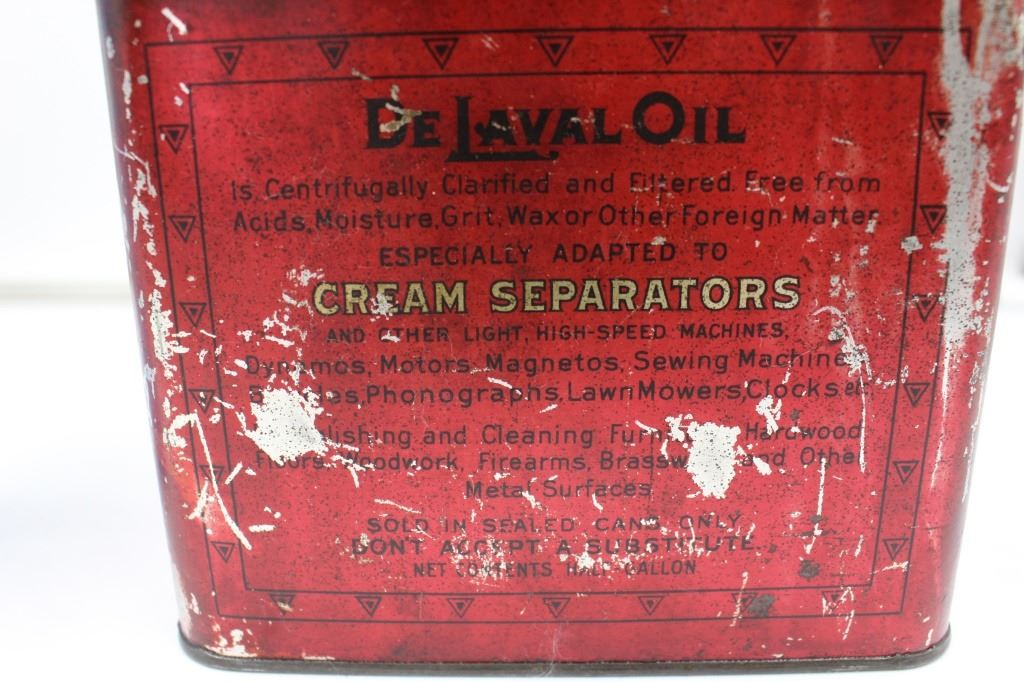 DE LAVAL OIL
Is Centrifugally Clarified and Filtered. Free from
Acids, Moisture, Grit, Wax or Other Foreign Matter
ESPECIALLY ADAPTED TO
CREAM SEPARATORS
AND OTHER LIGHT, HIGH-SPEED MACHINES,
Dynamos, Motors, Magnetos, Sewing Machines
Phonographs, Lawn Mowers, Clocks etc
and Cleaning Hardwood
Floors, Woodwork, Firearms, and Other
Metal Surfaces
SOLD IN SEALED CANS ONLY
DON'T ACCEPT A SUBSTITUTE
NET CONTENTS HALF GALLON